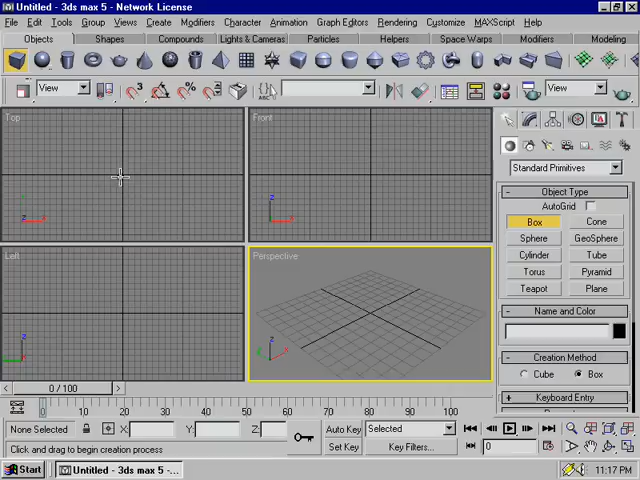 Untitled - 3ds max 5 - Network License
File Edit Tools Group Views Create Modifiers Character Animation Graph Editors Rendering Customize MAXScript Help
Objects Shapes Compounds Lights & Cameras Particles Helpers Space Warps Modifiers Modeling
View 3 % ABC View
Top
Front
Left
Perspective
z x
z x
z
z x
Standard Primitives
- Object Type
AutoGrid
Box Cone
Sphere GeoSphere
Cylinder Tube
Torus Pyramid
Teapot Plane
- Name and Color
- Creation Method
Cube Box
+ Keyboard Entry
< 0 / 100 >
0 10 20 30 40 50 60 70 80 90 100
None Selected X: Y: Z: Auto Key Selected
Click and drag to begin creation process Set Key Key Filters... 0
Start Untitled - 3ds max 5 -... 11:17 PM